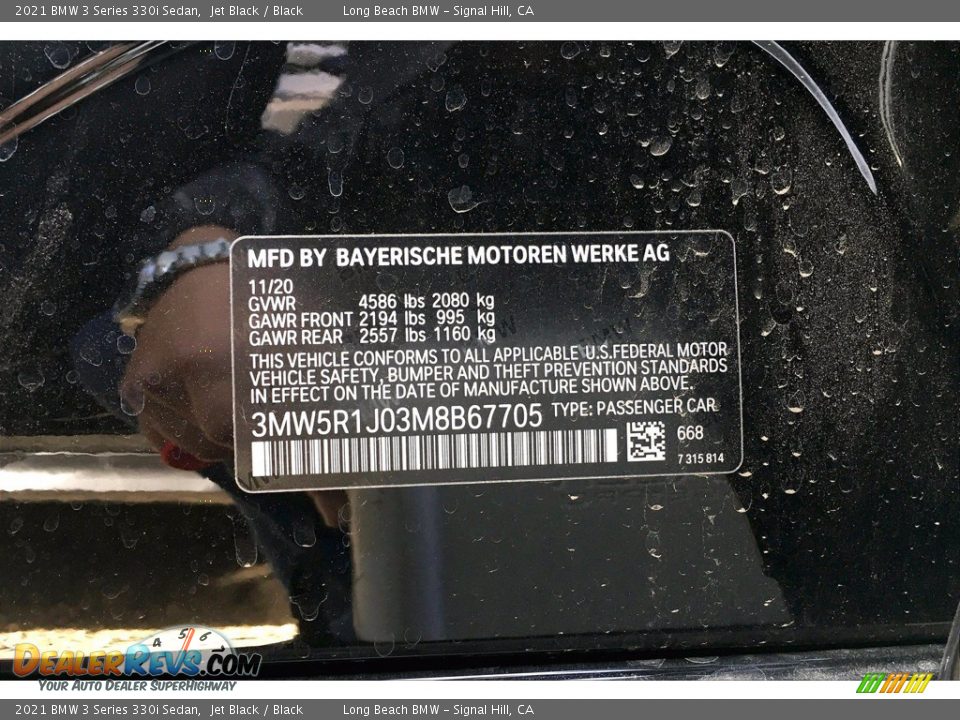 2021 BMW 3 Series 330i Sedan,   Jet Black / Black   Long Beach BMW - Signal Hill, CA
MFD BY BAYERISCHE MOTOREN WERKE AG
11/20
GVWR 4586 lbs 2080 kg
GAWR FRONT 2194 lbs 995 kg
GAWR REAR 2557 lbs 1160 kg
THIS VEHICLE CONFORMS TO ALL APPLICABLE U.S.FEDERAL MOTOR
VEHICLE SAFETY, BUMPER AND THEFT PREVENTION STANDARDS
IN EFFECT ON THE DATE OF MANUFACTURE SHOWN ABOVE.
3MW5R1J03M8B67705 TYPE: PASSENGER CAR
668
7 315 814
4 5 6
DEALERREVS.COM
YOUR AUTO DEALER SUPERHIGHWAY
2021 BMW 3 Series 330i Sedan,   Jet Black / Black   Long Beach BMW - Signal Hill, CA